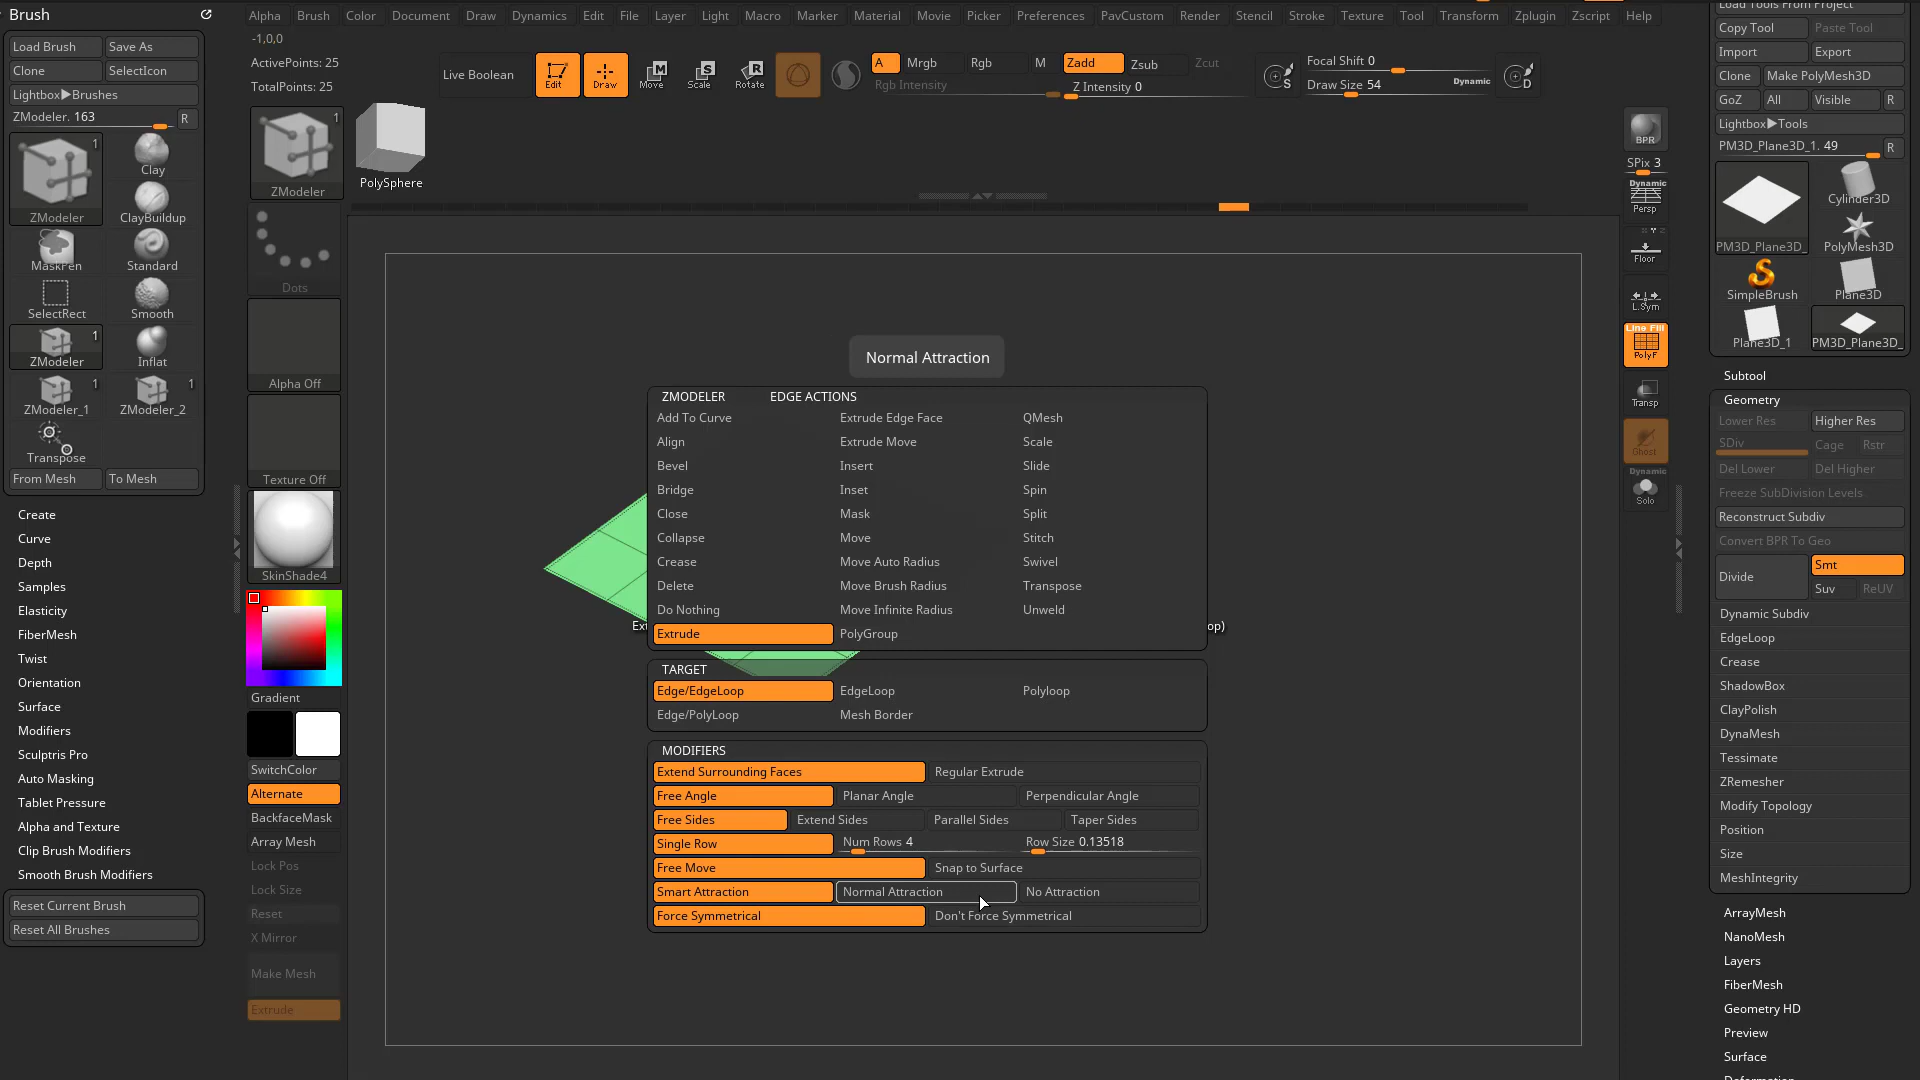 Brush
Alpha Brush Color Document Draw Dynamics Edit File Layer Light Macro Marker Material Movie Picker Preferences PavCustom Render Stencil Stroke Texture Tool Transform Zplugin Zscript Help
-1,0,0
ActivePoints: 25
TotalPoints: 25
Live Boolean
Edit
Draw
Move
Scale
Rotate
A
Mrgb
Rgb
M
Zadd
Zsub
Zcut
Rgb Intensity
Z Intensity 0
S
Focal Shift 0
Draw Size 54
Dynamic
D
Load Brush
Save As
Clone
SelectIcon
Lightbox▶Brushes
ZModeler. 163
R
1
ZModeler
Clay
ClayBuildup
MaskPen
Standard
SelectRect
Smooth
1
ZModeler
Inflat
1
ZModeler_1
1
ZModeler_2
Transpose
From Mesh
To Mesh
Create
Curve
Depth
Samples
Elasticity
FiberMesh
Twist
Orientation
Surface
Modifiers
Sculptris Pro
Auto Masking
Tablet Pressure
Alpha and Texture
Clip Brush Modifiers
Smooth Brush Modifiers
Reset Current Brush
Reset All Brushes
1
ZModeler
PolySphere
Dots
Alpha Off
Texture Off
SkinShade4
Gradient
SwitchColor
Alternate
BackfaceMask
Array Mesh
Lock Pos
Lock Size
Reset
X Mirror
Make Mesh
Extrude
Normal Attraction
ZMODELER EDGE ACTIONS
Add To Curve Extrude Edge Face QMesh
Align Extrude Move Scale
Bevel Insert Slide
Bridge Inset Spin
Close Mask Split
Collapse Move Stitch
Crease Move Auto Radius Swivel
Delete Move Brush Radius Transpose
Do Nothing Move Infinite Radius Unweld
Ext
op)
Extrude PolyGroup
TARGET
Edge/EdgeLoop EdgeLoop Polyloop
Edge/PolyLoop Mesh Border
MODIFIERS
Extend Surrounding Faces Regular Extrude
Free Angle Planar Angle Perpendicular Angle
Free Sides Extend Sides Parallel Sides Taper Sides
Single Row Num Rows 4 Row Size 0.13518
Free Move Snap to Surface
Smart Attraction Normal Attraction No Attraction
Force Symmetrical Don't Force Symmetrical
BPR
SPix 3
Dynamic
Persp
Floor
L.Sym
Line Fill
PolyF
Transp
Ghost
Dynamic
Solo
Load Tools From Project
Copy Tool
Paste Tool
Import
Export
Clone
Make PolyMesh3D
GoZ
All
Visible
R
Lightbox▶Tools
PM3D_Plane3D_1. 49
R
PM3D_Plane3D_
Cylinder3D
PolyMesh3D
SimpleBrush
Plane3D
Plane3D_1
PM3D_Plane3D_
Subtool
Geometry
Lower Res
Higher Res
SDiv
Cage
Rstr
Del Lower
Del Higher
Freeze SubDivision Levels
Reconstruct Subdiv
Convert BPR To Geo
Divide
Smt
Suv
ReUV
Dynamic Subdiv
EdgeLoop
Crease
ShadowBox
ClayPolish
DynaMesh
Tessimate
ZRemesher
Modify Topology
Position
Size
MeshIntegrity
ArrayMesh
NanoMesh
Layers
FiberMesh
Geometry HD
Preview
Surface
Deformation